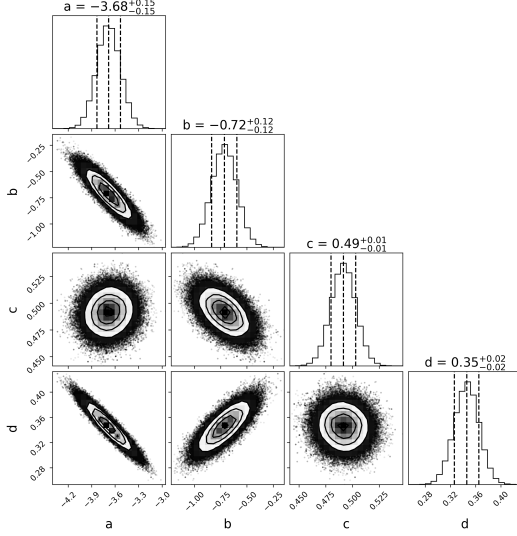 a = −3.68+0.15−0.15
b = −0.72+0.12−0.12
−0.25
−0.50
−0.75
−1.00
b
c = 0.49+0.01−0.01
0.525
0.500
0.475
0.450
c
d = 0.35+0.02−0.02
0.40
0.36
0.32
0.28
d
−4.2 −3.9 −3.6 −3.3 −3.0
−1.00 −0.75 −0.50 −0.25
0.450 0.475 0.500 0.525
0.28 0.32 0.36 0.40
a b c d